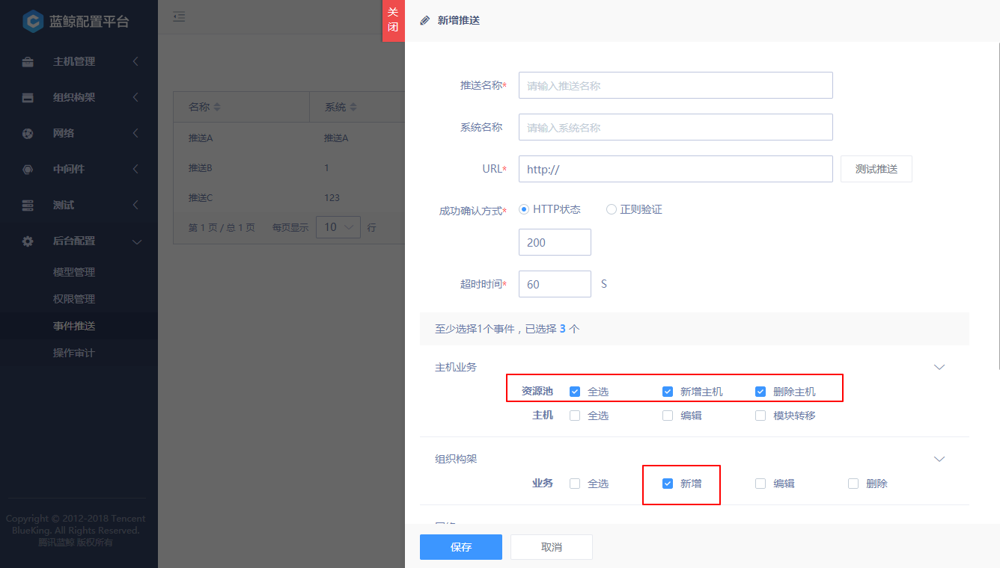 蓝鲸配置平台
主机管理
组织构架
网络
中间件
测试
后台配置
模型管理
权限管理
事件推送
操作审计
Copyright © 2012-2018 Tencent
BlueKing. All Rights Reserved.
腾讯蓝鲸 版权所有
名称 系统
推送A 推送A
推送B 1
推送C 123
第 1 页 / 总 1 页 每页显示 10 行
关
闭
新增推送
推送名称* 请输入推送名称
系统名称 请输入系统名称
URL* http:// 测试推送
成功确认方式* HTTP状态 正则验证
200
超时时间* 60 S
至少选择1个事件，已选择 3 个
主机业务
资源池 全选 新增主机 删除主机
主机 全选 编辑 模块转移
组织构架
业务 全选 新增 编辑 删除
保存 取消